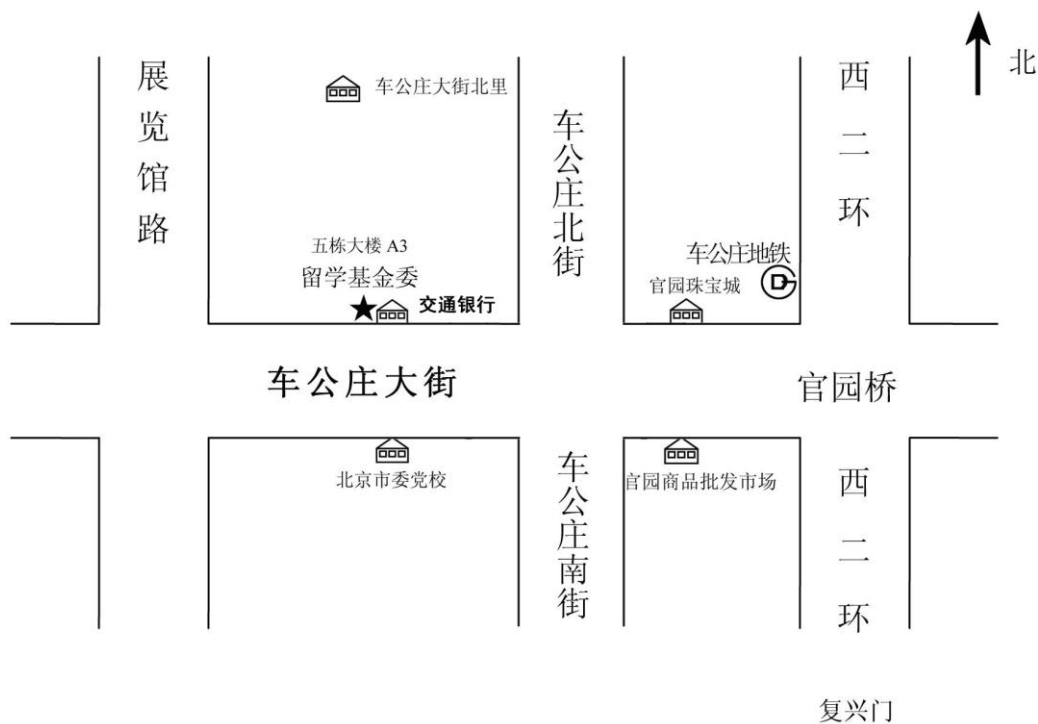 北
展览馆路
车公庄大街北里
车公庄北街
西二环
五栋大楼 A3
留学基金委
交通银行
车公庄地铁
官园珠宝城
车公庄大街
官园桥
北京市委党校
车公庄南街
官园商品批发市场
西二环
复兴门